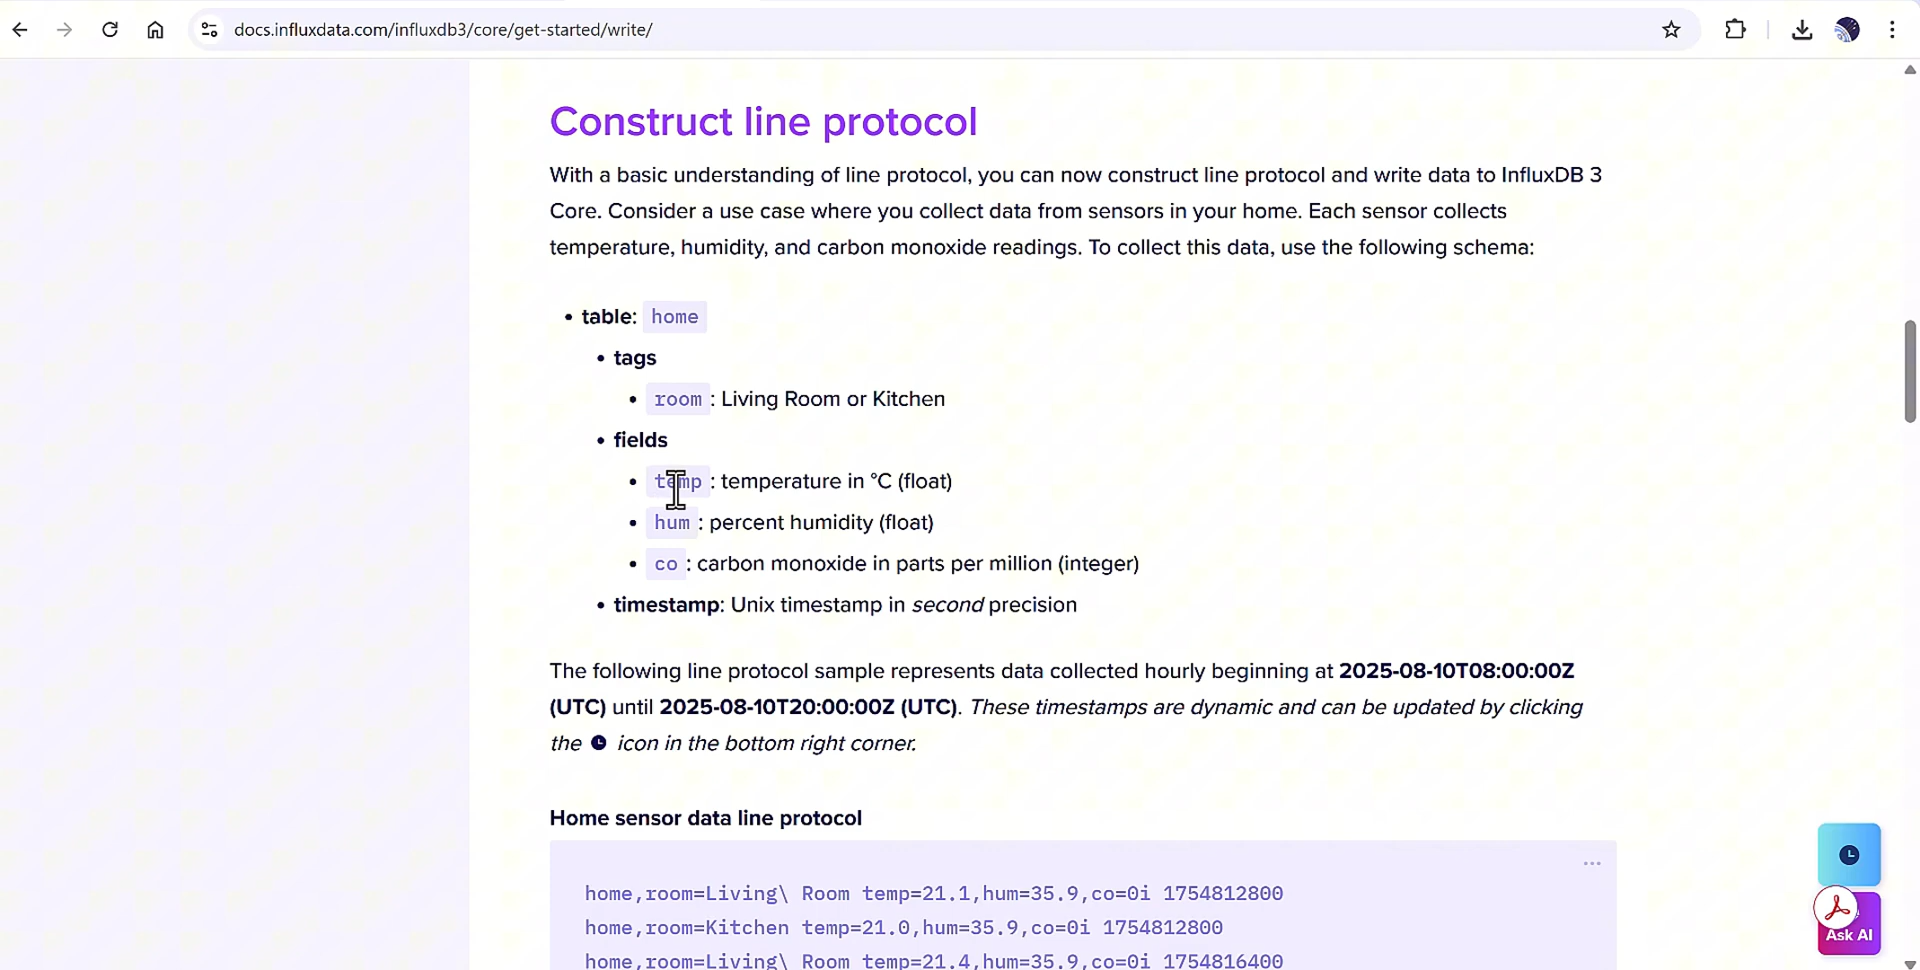 docs.influxdata.com/influxdb3/core/get-started/write/
Construct line protocol
With a basic understanding of line protocol, you can now construct line protocol and write data to InfluxDB 3
Core. Consider a use case where you collect data from sensors in your home. Each sensor collects
temperature, humidity, and carbon monoxide readings. To collect this data, use the following schema:
• table: home
• tags
• room : Living Room or Kitchen
• fields
• temp : temperature in °C (float)
• hum : percent humidity (float)
• co : carbon monoxide in parts per million (integer)
• timestamp: Unix timestamp in second precision
The following line protocol sample represents data collected hourly beginning at 2025-08-10T08:00:00Z
(UTC) until 2025-08-10T20:00:00Z (UTC). These timestamps are dynamic and can be updated by clicking
the icon in the bottom right corner.
Home sensor data line protocol
home,room=Living\ Room temp=21.1,hum=35.9,co=0i 1754812800
home,room=Kitchen temp=21.0,hum=35.9,co=0i 1754812800
home,room=Living\ Room temp=21.4,hum=35.9,co=0i 1754816400
Ask AI